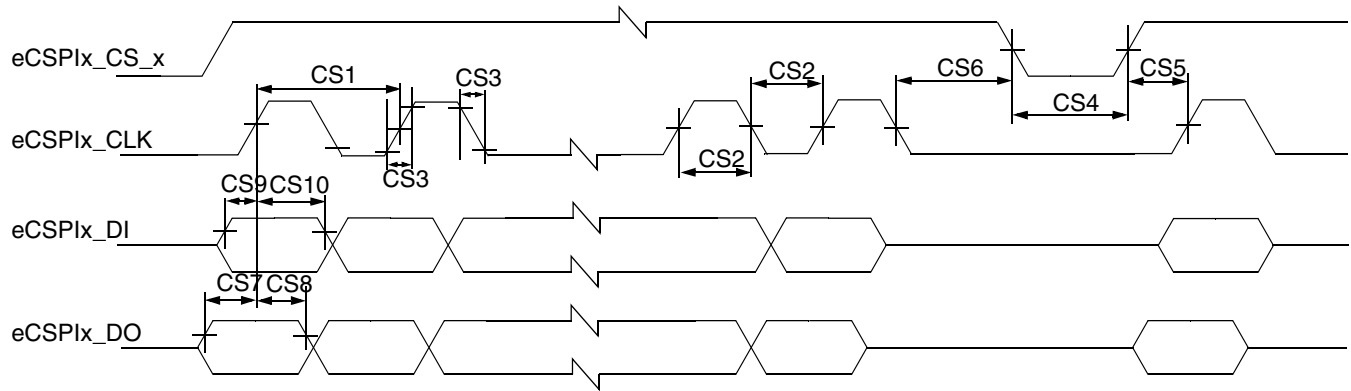 eCSPIx_CS_x
CS1
CS3
CS2
CS6
CS5
CS4
eCSPIx_CLK
CS3
CS2
CS9
CS10
eCSPIx_DI
CS7
CS8
eCSPIx_DO